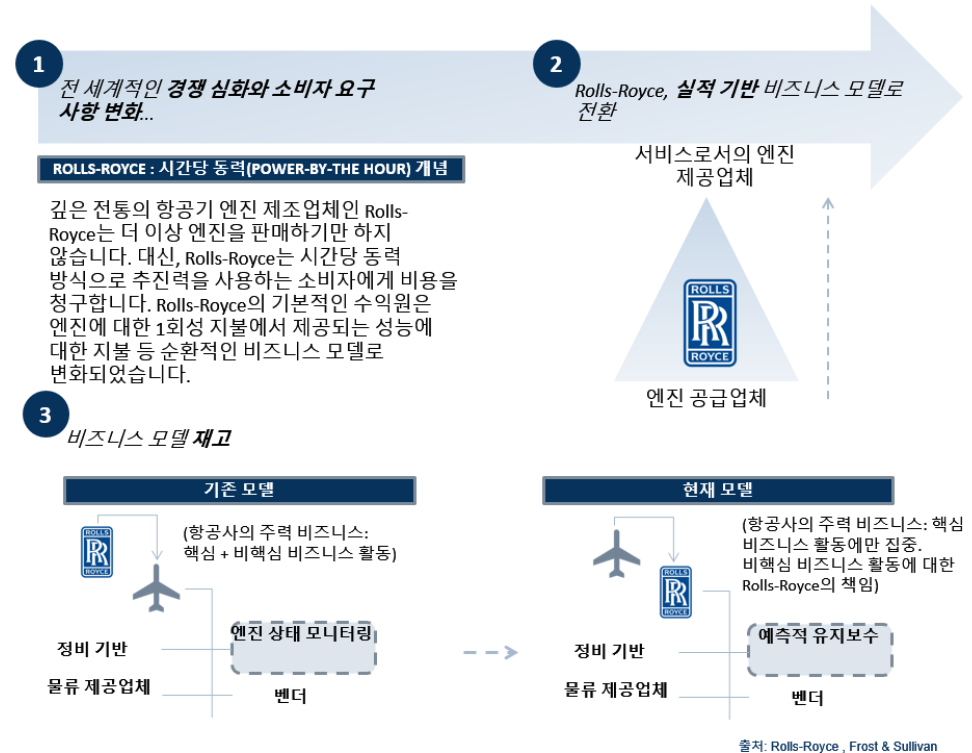 1
전 세계적인 경쟁 심화와 소비자 요구
사항 변화...
2
Rolls-Royce, 실적 기반 비즈니스 모델로
전환
ROLLS-ROYCE : 시간당 동력(POWER-BY-THE HOUR) 개념
깊은 전통의 항공기 엔진 제조업체인 Rolls-
Royce는 더 이상 엔진을 판매하기만 하지
않습니다. 대신, Rolls-Royce는 시간당 동력
방식으로 추진력을 사용하는 소비자에게 비용을
청구합니다. Rolls-Royce의 기본적인 수익원은
엔진에 대한 1회성 지불에서 제공되는 성능에
대한 지불 등 순환적인 비즈니스 모델로
변화되었습니다.
서비스로서의 엔진
제공업체
ROLLS
RR
ROYCE
엔진 공급업체
3
비즈니스 모델 재고
기존 모델
ROLLS
RR
ROYCE
(항공사의 주력 비즈니스:
핵심 + 비핵심 비즈니스 활동)
엔진 상태 모니터링
정비 기반
물류 제공업체
벤더
현재 모델
(항공사의 주력 비즈니스: 핵심
비즈니스 활동에만 집중.
비핵심 비즈니스 활동에 대한
Rolls-Royce의 책임)
ROLLS
RR
ROYCE
예측적 유지보수
정비 기반
물류 제공업체
벤더
출처: Rolls-Royce , Frost & Sullivan